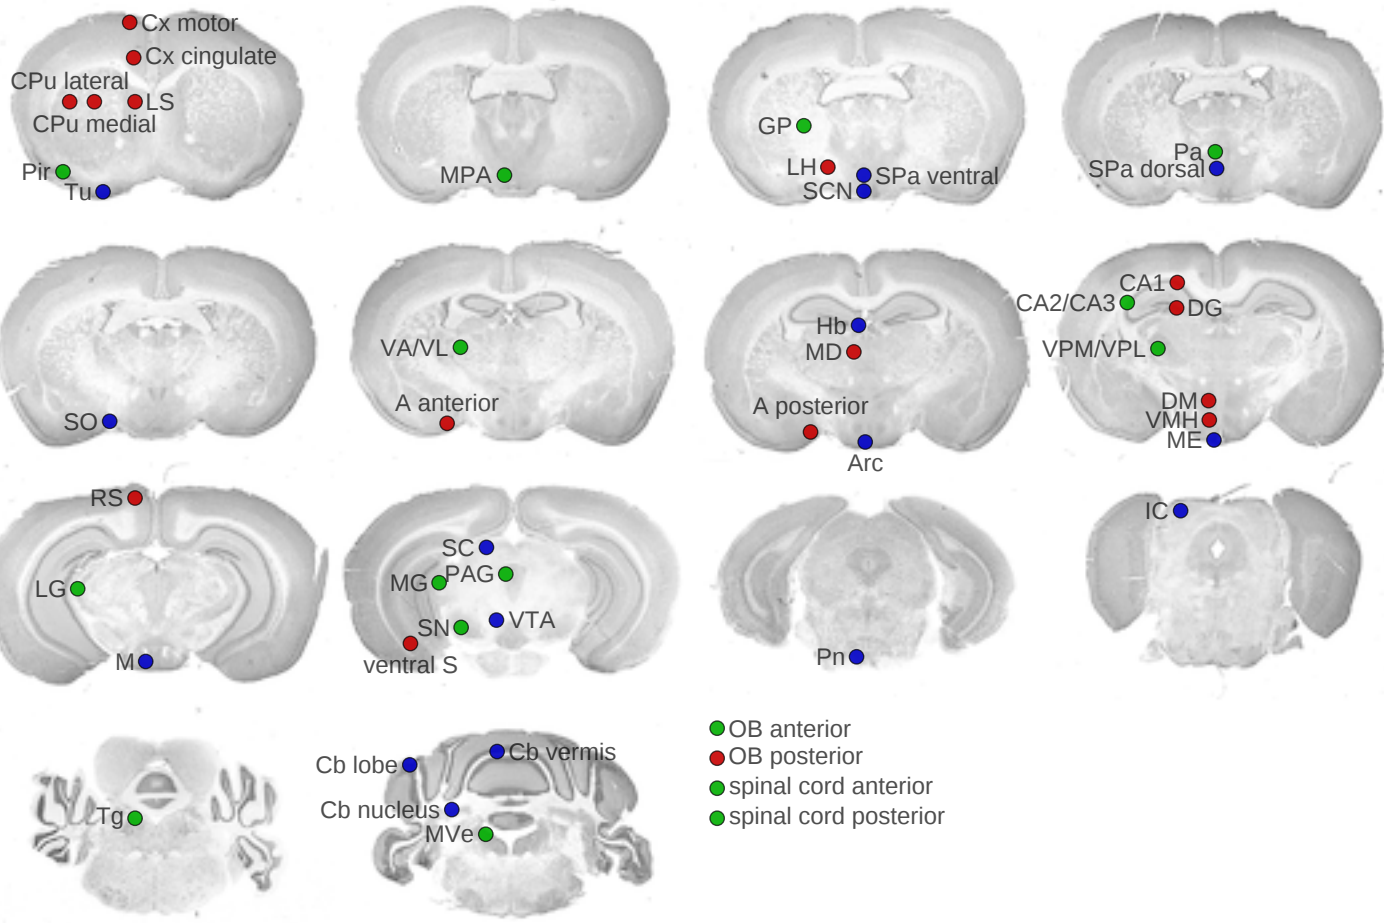 Cx motor
Cx cingulate
CPu lateral
LS
CPu medial
Pir
Tu
MPA
GP
LH
SPa ventral
SCN
Pa
SPa dorsal
SO
VA/VL
A anterior
Hb
MD
A posterior
Arc
CA1
CA2/CA3
DG
VPM/VPL
DM
VMH
ME
RS
LG
M
SC
MG
PAG
SN
VTA
ventral S
Pn
IC
Tg
Cb lobe
Cb vermis
Cb nucleus
MVe
OB anterior
OB posterior
spinal cord anterior
spinal cord posterior